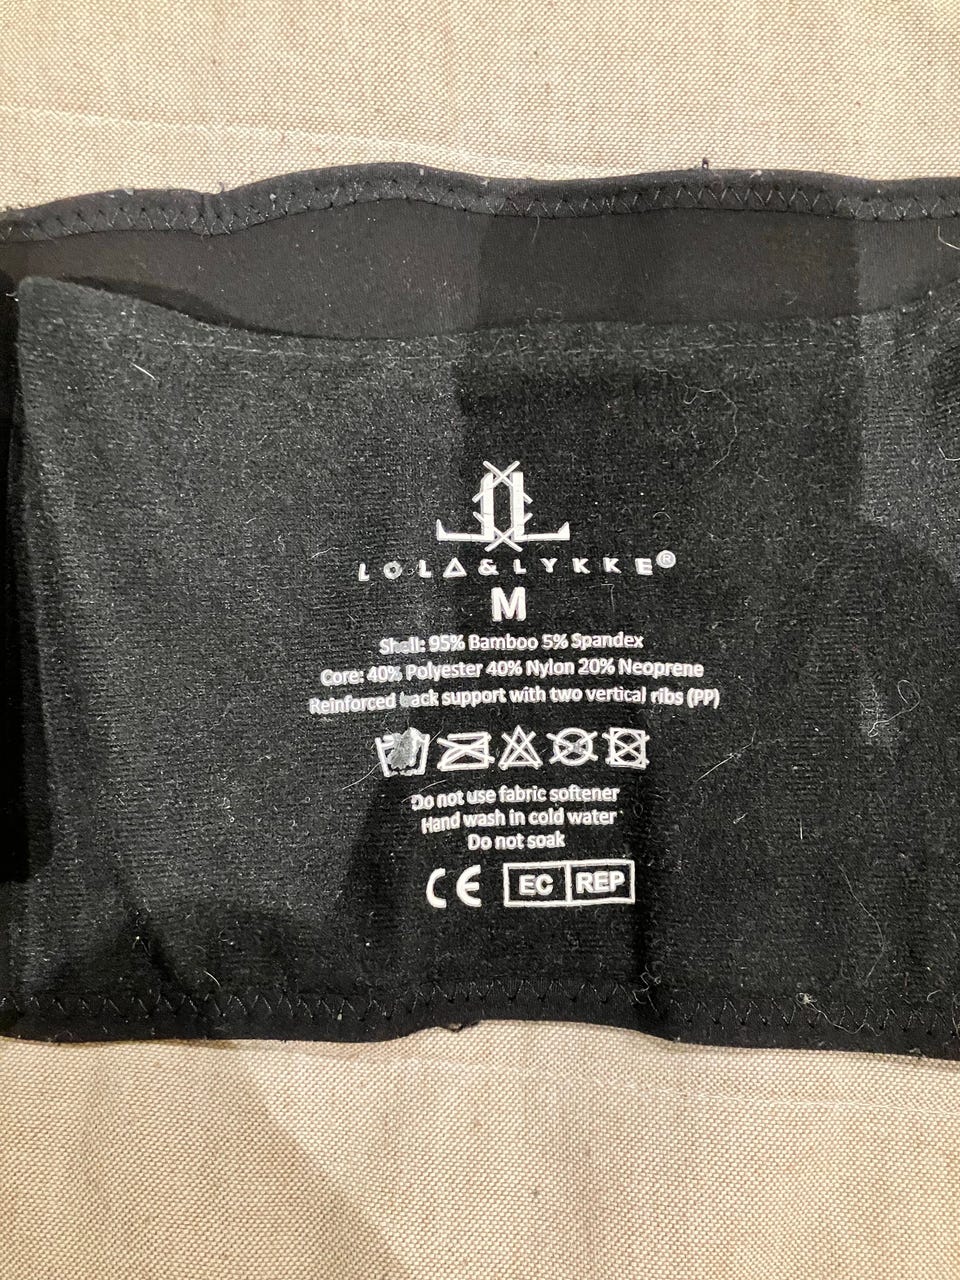 LOLA&LYKKE®
M
Shell: 95% Bamboo 5% Spandex
Core: 40% Polyester 40% Nylon 20% Neoprene
Reinforced back support with two vertical ribs (PP)
Do not use fabric softener
Hand wash in cold water
Do not soak
CE EC REP